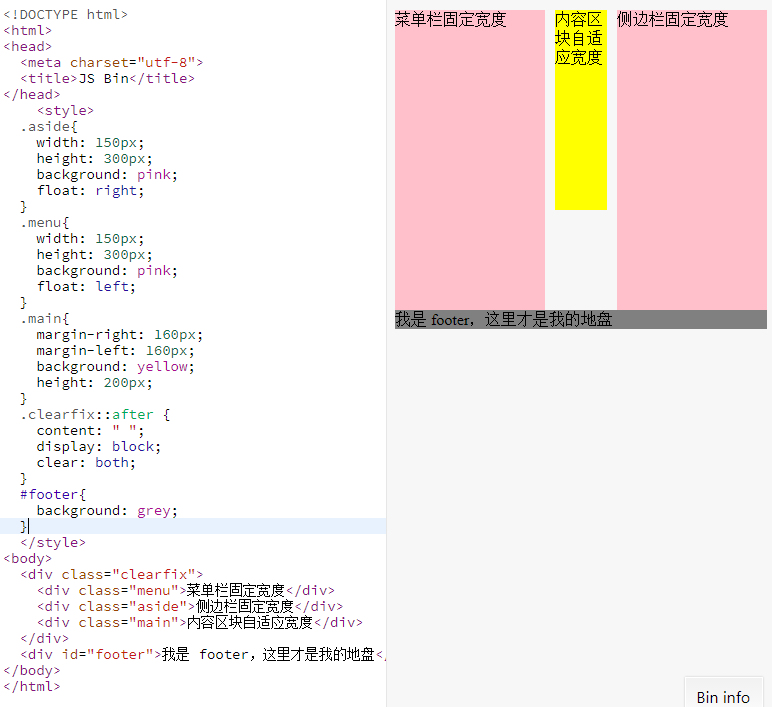 <!DOCTYPE html>
<html>
<head>
  <meta charset="utf-8">
  <title>JS Bin</title>
</head>
    <style>
  .aside{
    width: 150px;
    height: 300px;
    background: pink;
    float: right;
  }
  .menu{
    width: 150px;
    height: 300px;
    background: pink;
    float: left;
  }
  .main{
    margin-right: 160px;
    margin-left: 160px;
    background: yellow;
    height: 200px;
  }
  .clearfix::after {
    content: " ";
    display: block;
    clear: both;
  }
  #footer{
    background: grey;
  }
  </style>
<body>
  <div class="clearfix">
    <div class="menu">菜单栏固定宽度</div>
    <div class="aside">侧边栏固定宽度</div>
    <div class="main">内容区块自适应宽度</div>
  </div>
  <div id="footer">我是 footer，这里才是我的地盘<
</body>
</html>
菜单栏固定宽度
内容区
块自适
应宽度
侧边栏固定宽度
我是 footer，这里才是我的地盘
Bin info